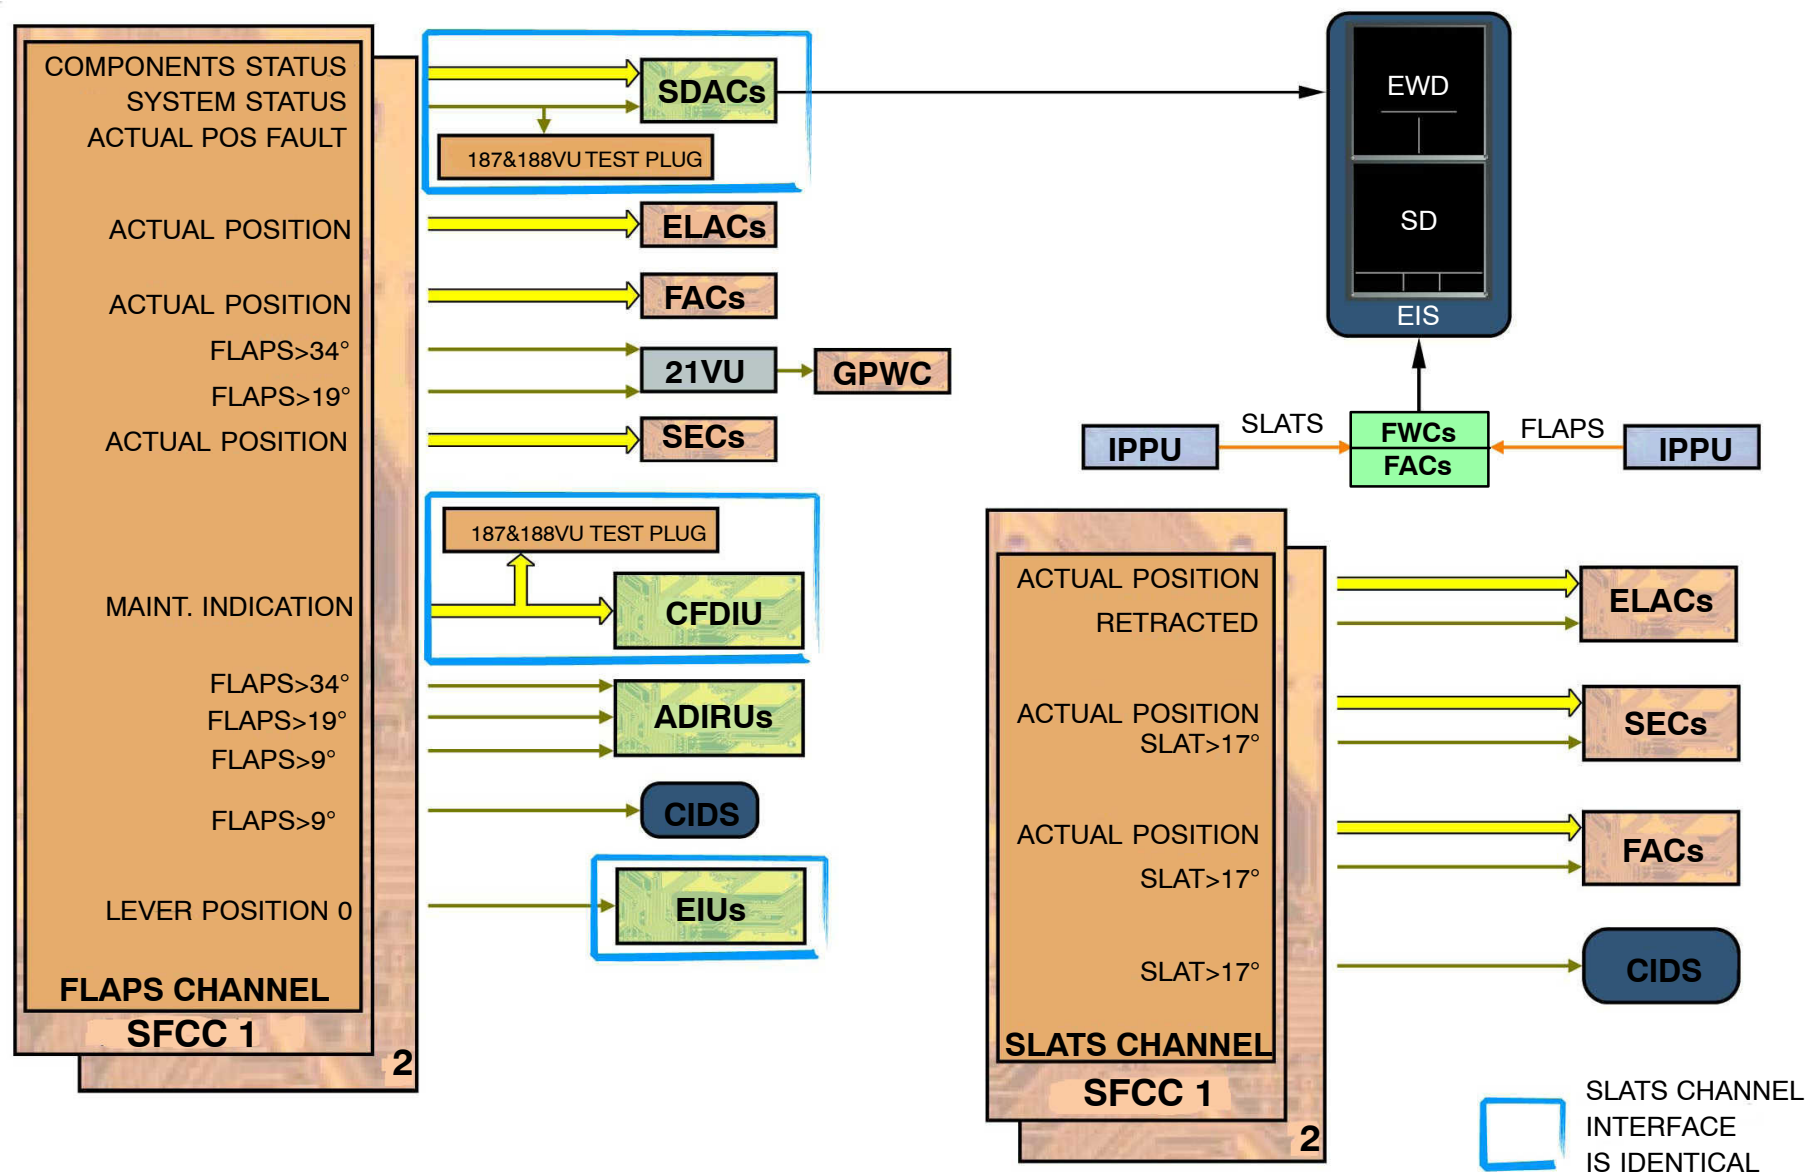 COMPONENTS STATUS
SYSTEM STATUS
ACTUAL POS FAULT
ACTUAL POSITION
ACTUAL POSITION
FLAPS>34°
FLAPS>19°
ACTUAL POSITION
MAINT. INDICATION
FLAPS>34°
FLAPS>19°
FLAPS>9°
FLAPS>9°
LEVER POSITION 0
FLAPS CHANNEL
SFCC 1
2
SDACs
187&188VU TEST PLUG
ELACs
FACs
21VU
GPWC
SECs
187&188VU TEST PLUG
CFDIU
ADIRUs
CIDS
EIUs
EWD
SD
EIS
IPPU
SLATS
FWCs
FACs
FLAPS
IPPU
ACTUAL POSITION
RETRACTED
ACTUAL POSITION
SLAT>17°
ACTUAL POSITION
SLAT>17°
SLAT>17°
SLATS CHANNEL
SFCC 1
2
ELACs
SECs
FACs
CIDS
SLATS CHANNEL
INTERFACE
IS IDENTICAL